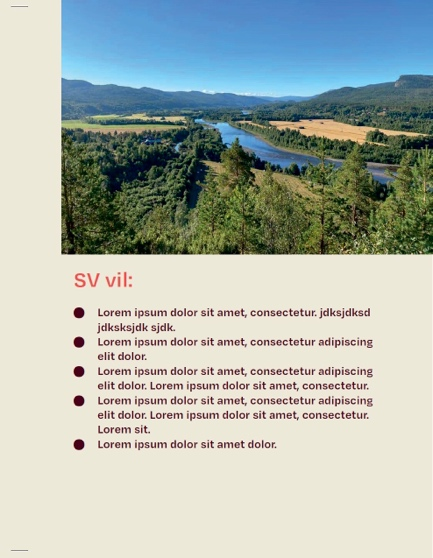 SV vil:
Lorem ipsum dolor sit amet, consectetur. jdksjdksd
jdksksjdk sjdk.
Lorem ipsum dolor sit amet, consectetur adipiscing
elit dolor.
Lorem ipsum dolor sit amet, consectetur adipiscing
elit dolor. Lorem ipsum dolor sit amet, consectetur.
Lorem ipsum dolor sit amet, consectetur adipiscing
elit dolor. Lorem ipsum dolor sit amet, consectetur.
Lorem sit.
Lorem ipsum dolor sit amet dolor.